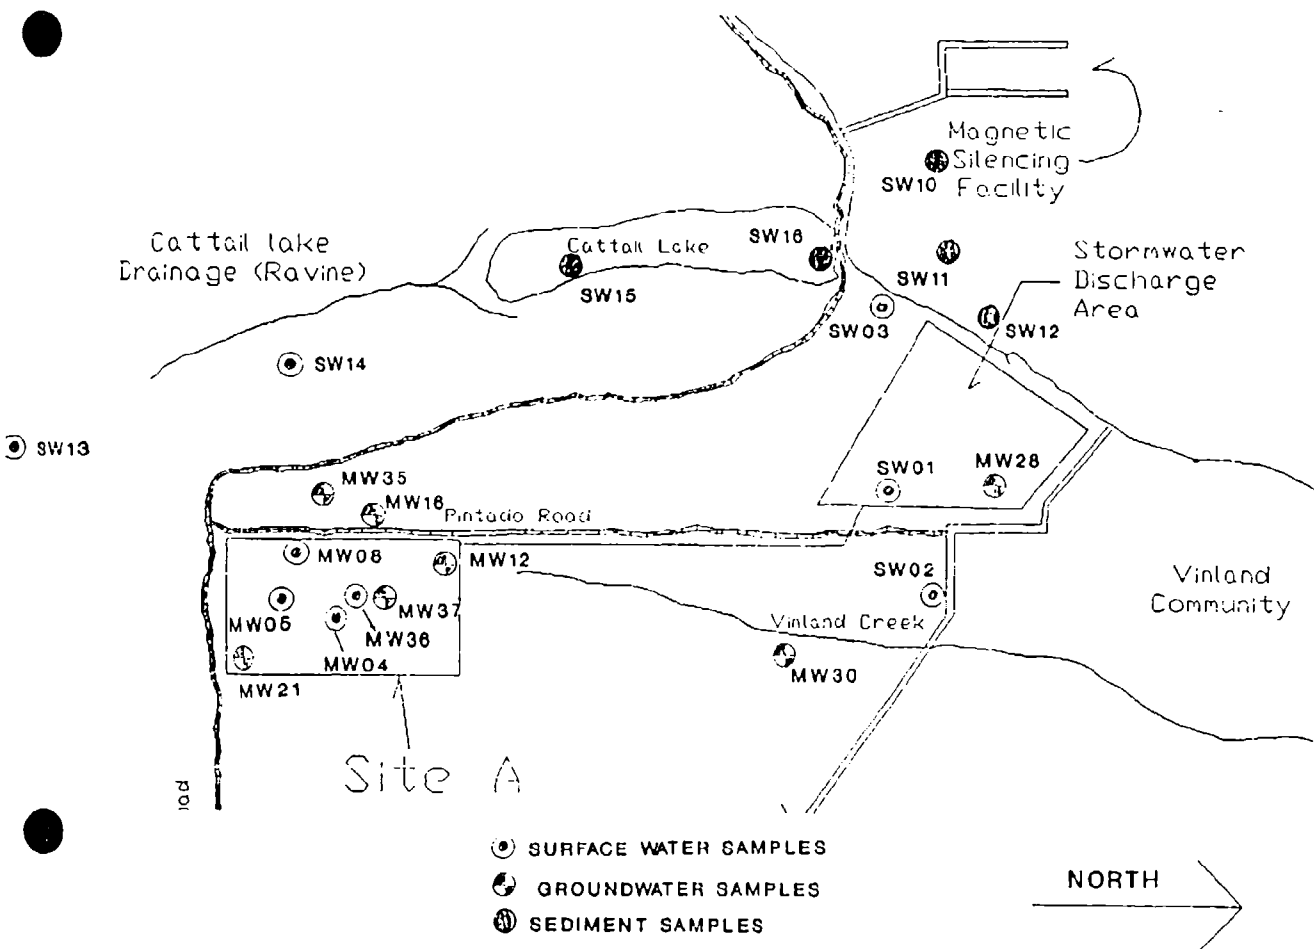 Magnetic
Silencing
Facility
SW10
Cattail lake
Drainage (Ravine)
Cattail Lake
SW16
SW15
SW11
Stormwater
Discharge
Area
SW03
SW12
SW14
SW13
MW35
MW16
Pintado Road
SW01
MW28
MW08
MW12
SW02
Vinland
Community
MW05
MW37
MW36
MW04
MW21
Vinland Creek
MW30
Site A
SURFACE WATER SAMPLES
GROUNDWATER SAMPLES
SEDIMENT SAMPLES
NORTH